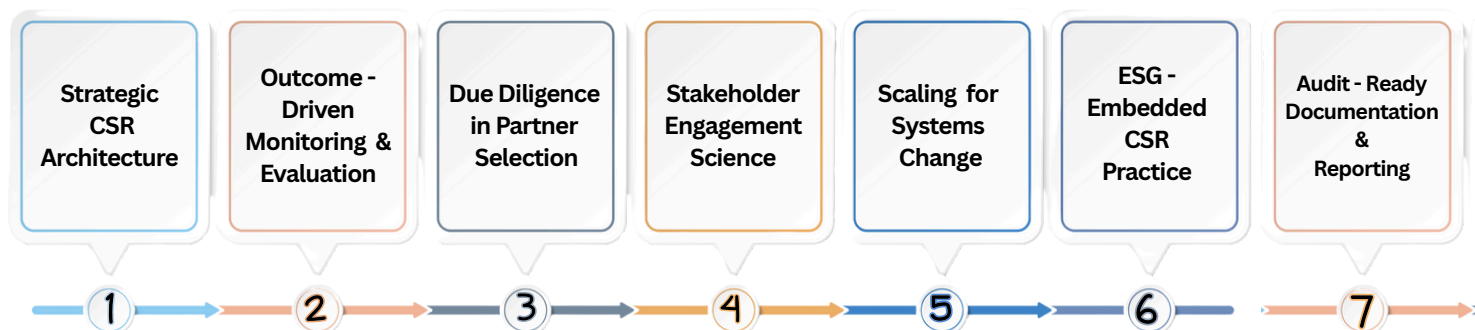 Strategic
CSR
Architecture
Outcome -
Driven
Monitoring &
Evaluation
Due Diligence
in Partner
Selection
Stakeholder
Engagement
Science
Scaling for
Systems
Change
ESG -
Embedded
CSR
Practice
Audit - Ready
Documentation
&
Reporting
1
2
3
4
5
6
7